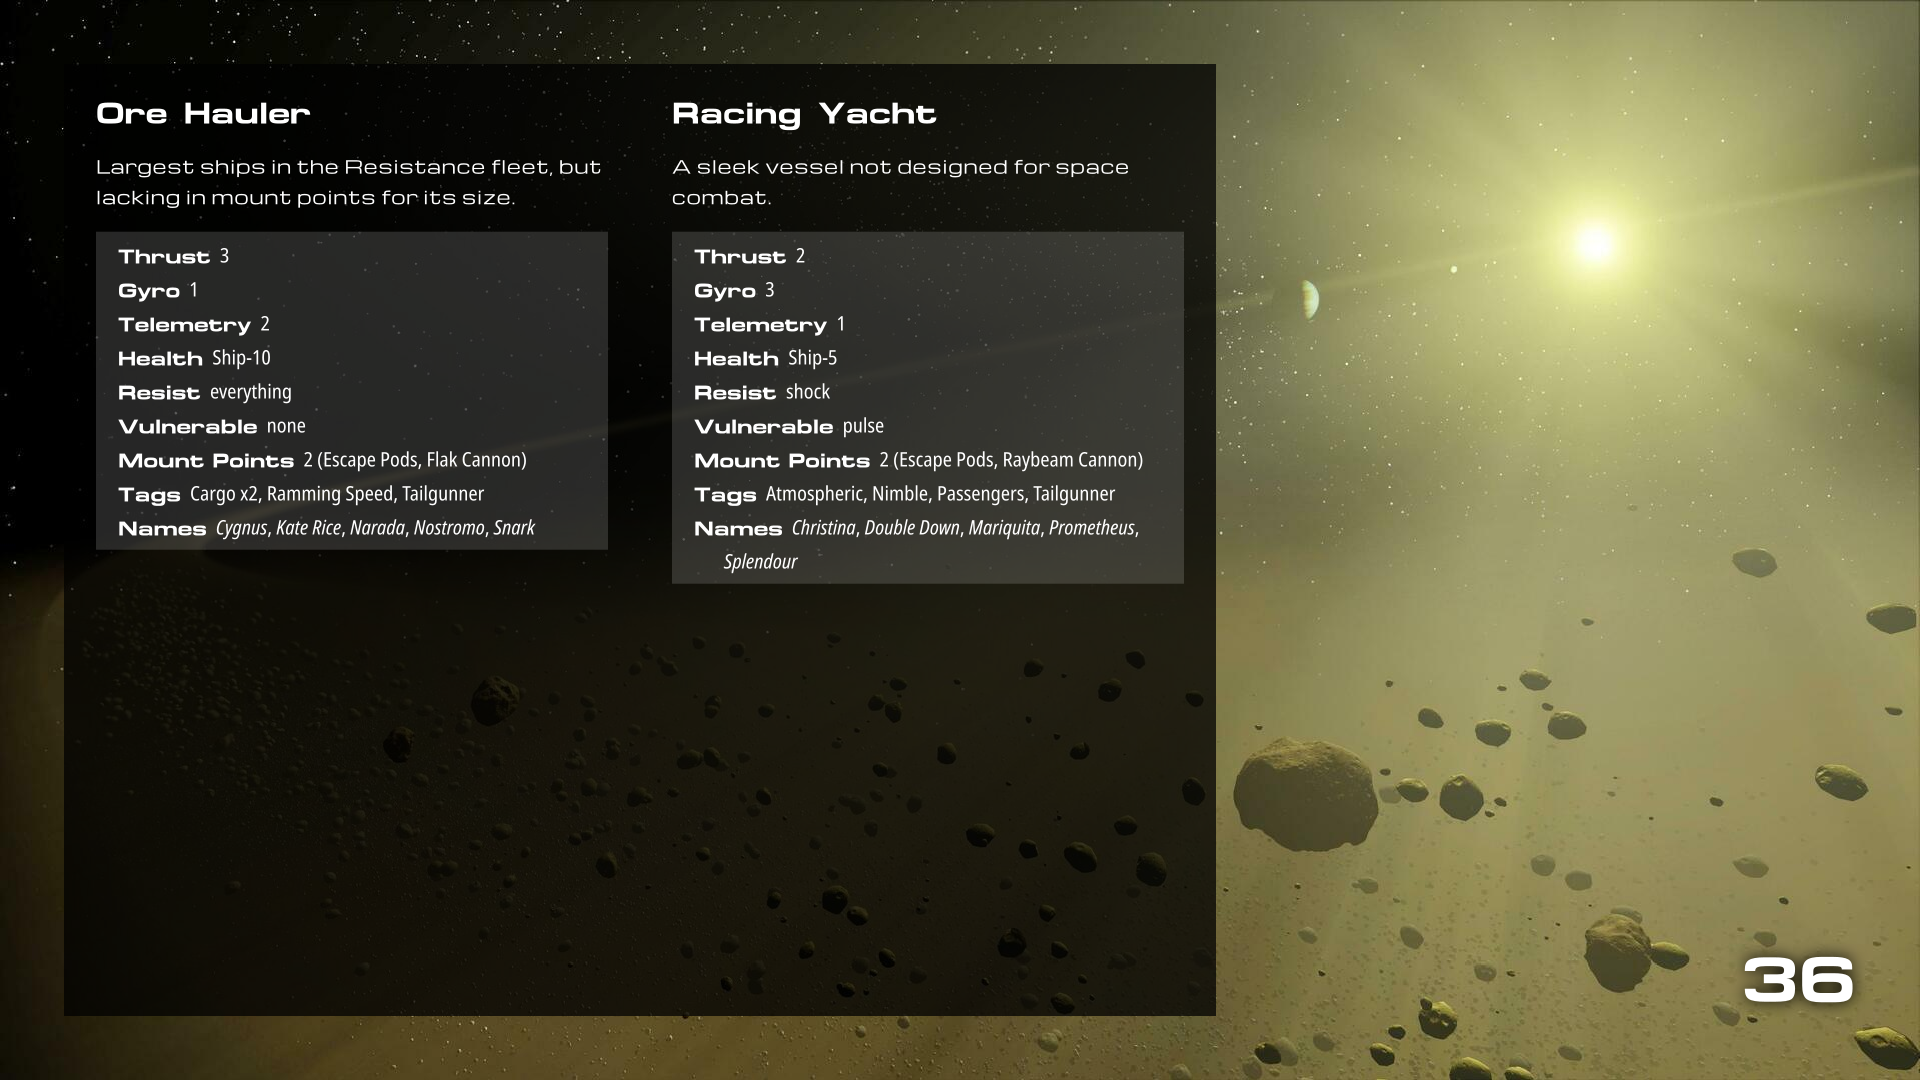 Ore Hauler
Largest ships in the Resistance fleet, but
lacking in mount points for its size.
Thrust 3
Gyro 1
Telemetry 2
Health Ship-10
Resist everything
Vulnerable none
Mount Points 2 (Escape Pods, Flak Cannon)
Tags Cargo x2, Ramming Speed, Tailgunner
Names Cygnus, Kate Rice, Narada, Nostromo, Snark
Racing Yacht
A sleek vessel not designed for space
combat.
Thrust 2
Gyro 3
Telemetry 1
Health Ship-5
Resist shock
Vulnerable pulse
Mount Points 2 (Escape Pods, Raybeam Cannon)
Tags Atmospheric, Nimble, Passengers, Tailgunner
Names Christina, Double Down, Mariquita, Prometheus,
Splendour
36